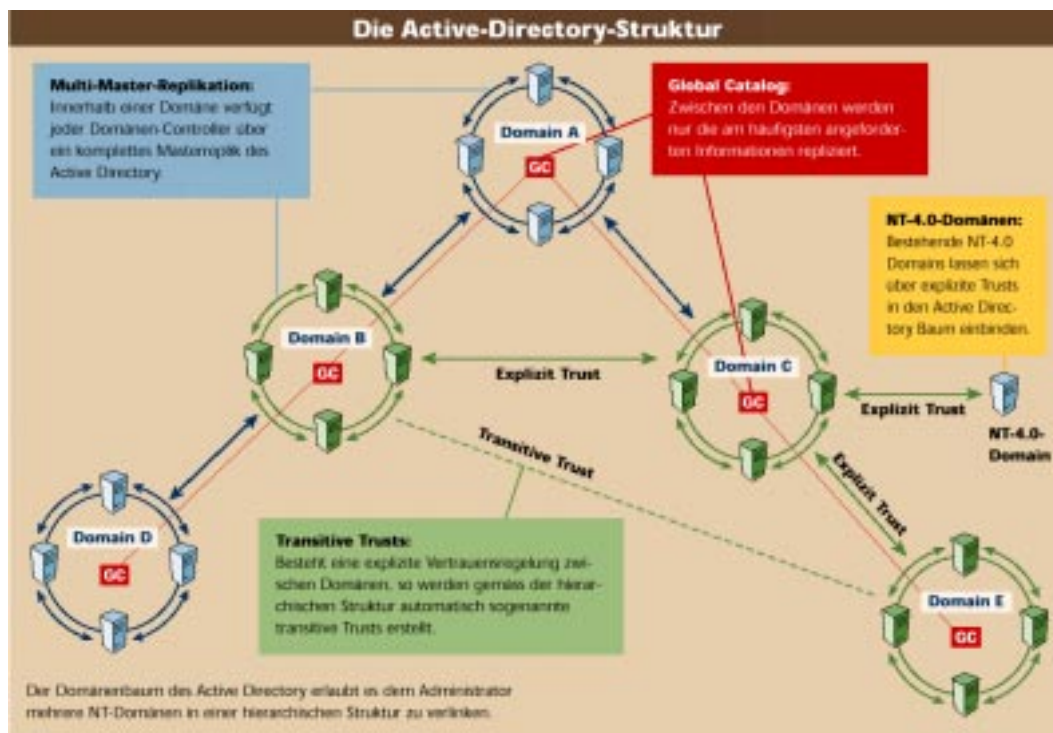 Die Active-Directory-Struktur
Multi-Master-Replikation:
Innerhalb einer Domäne verfügt
jeder Domänen-Controller über
ein komplettes Masterreplik des
Active Directory.
Domain A
GC
Global Catalog:
Zwischen den Domänen werden
nur die am häufigsten angeforder-
ten Informationen repliziert.
NT-4.0-Domänen:
Bestehende NT-4.0
Domains lassen sich
über explizite Trusts
in den Active Direc-
tory Baum einbinden.
Domain B
GC
Explizit Trust
Domain C
GC
Explizit Trust
NT-4.0-
Domain
Transitive Trust
Explizit Trust
Domain D
GC
Transitive Trusts:
Besteht eine explizite Vertrauensregelung zwi-
schen Domänen, so werden gemäss der hierar-
chischen Struktur automatisch sogenannte
transitive Trusts erstellt.
Domain E
GC
Der Domänenbaum des Active Directory erlaubt es dem Administrator
mehrere NT-Domänen in einer hierarchischen Struktur zu verlinken.